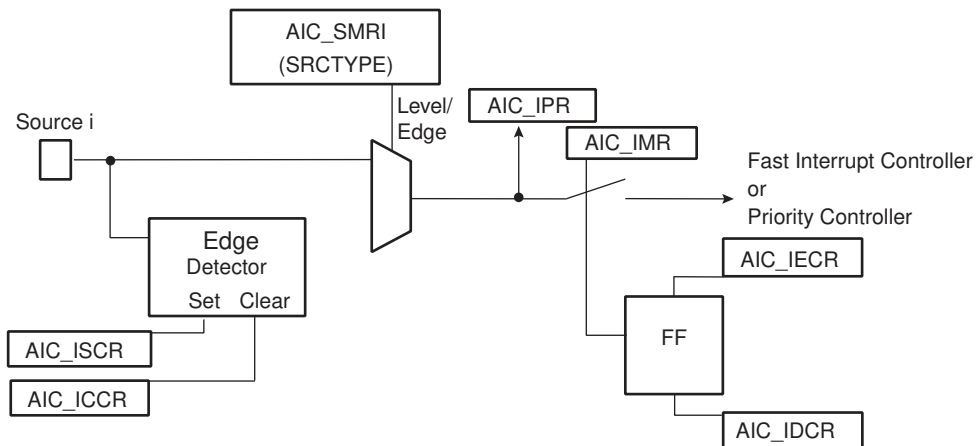 AIC_SMRI
(SRCTYPE)
Level/
Edge
AIC_IPR
Source i
AIC_IMR
Fast Interrupt Controller
or
Priority Controller
Edge
Detector
Set Clear
AIC_IECR
FF
AIC_ISCR
AIC_ICCR
AIC_IDCR